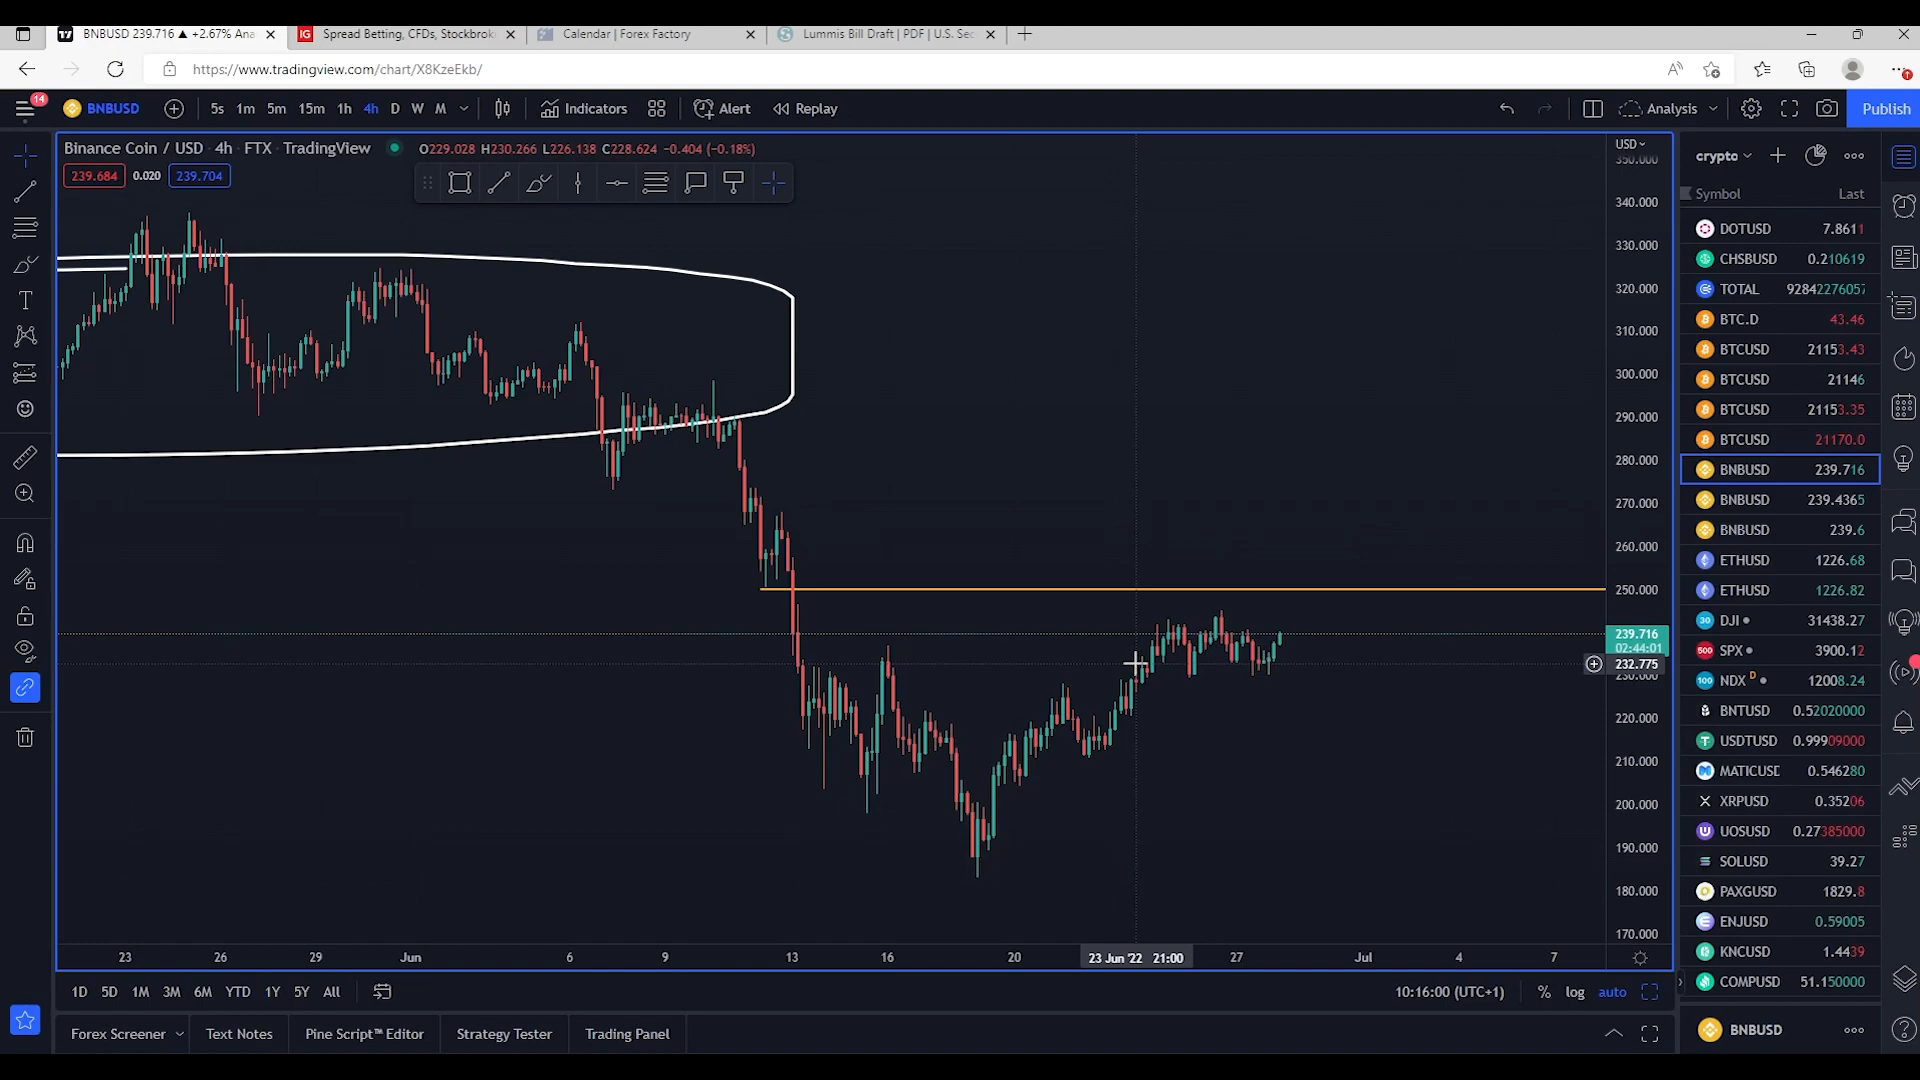 BNBUSD 239.716 ▲ +2.67% Ana
IG Spread Betting, CFDs, Stockbroki
Calendar | Forex Factory
Lummis Bill Draft | PDF | U.S. Sec
https://www.tradingview.com/chart/X8KzeEkb/
14
BNBUSD
5s 1m 5m 15m 1h 4h D W M
Indicators
Alert
Replay
Analysis
Publish
Binance Coin / USD · 4h · FTX · TradingView
O229.028 H230.266 L226.138 C228.624 −0.404 (−0.18%)
239.684 0.020 239.704
USD
350.000
340.000
330.000
320.000
310.000
300.000
290.000
280.000
270.000
260.000
250.000
239.716
02:44:01
232.775
230.000
220.000
210.000
200.000
190.000
180.000
170.000
23 26 29 Jun 6 9 13 16 20 23 Jun '22 21:00 27 Jul 4 7
1D 5D 1M 3M 6M YTD 1Y 5Y All
10:16:00 (UTC+1) % log auto
Forex Screener
Text Notes
Pine Script™ Editor
Strategy Tester
Trading Panel
crypto
Symbol Last
DOTUSD 7.8611
CHSBUSD 0.210619
TOTAL 92842276057
BTC.D 43.46
BTCUSD 21153.43
BTCUSD 21146
BTCUSD 21153.35
BTCUSD 21170.0
BNBUSD 239.716
BNBUSD 239.4365
BNBUSD 239.6
ETHUSD 1226.68
ETHUSD 1226.82
30 DJI 31438.27
500 SPX 3900.12
100 NDX D 12008.24
BNTUSD 0.52020000
USDTUSD 0.99909000
MATICUSD 0.546280
XRPUSD 0.35206
UOSUSD 0.27385000
SOLUSD 39.27
PAXGUSD 1829.8
ENJUSD 0.59005
KNCUSD 1.4439
COMPUSD 51.150000
BNBUSD